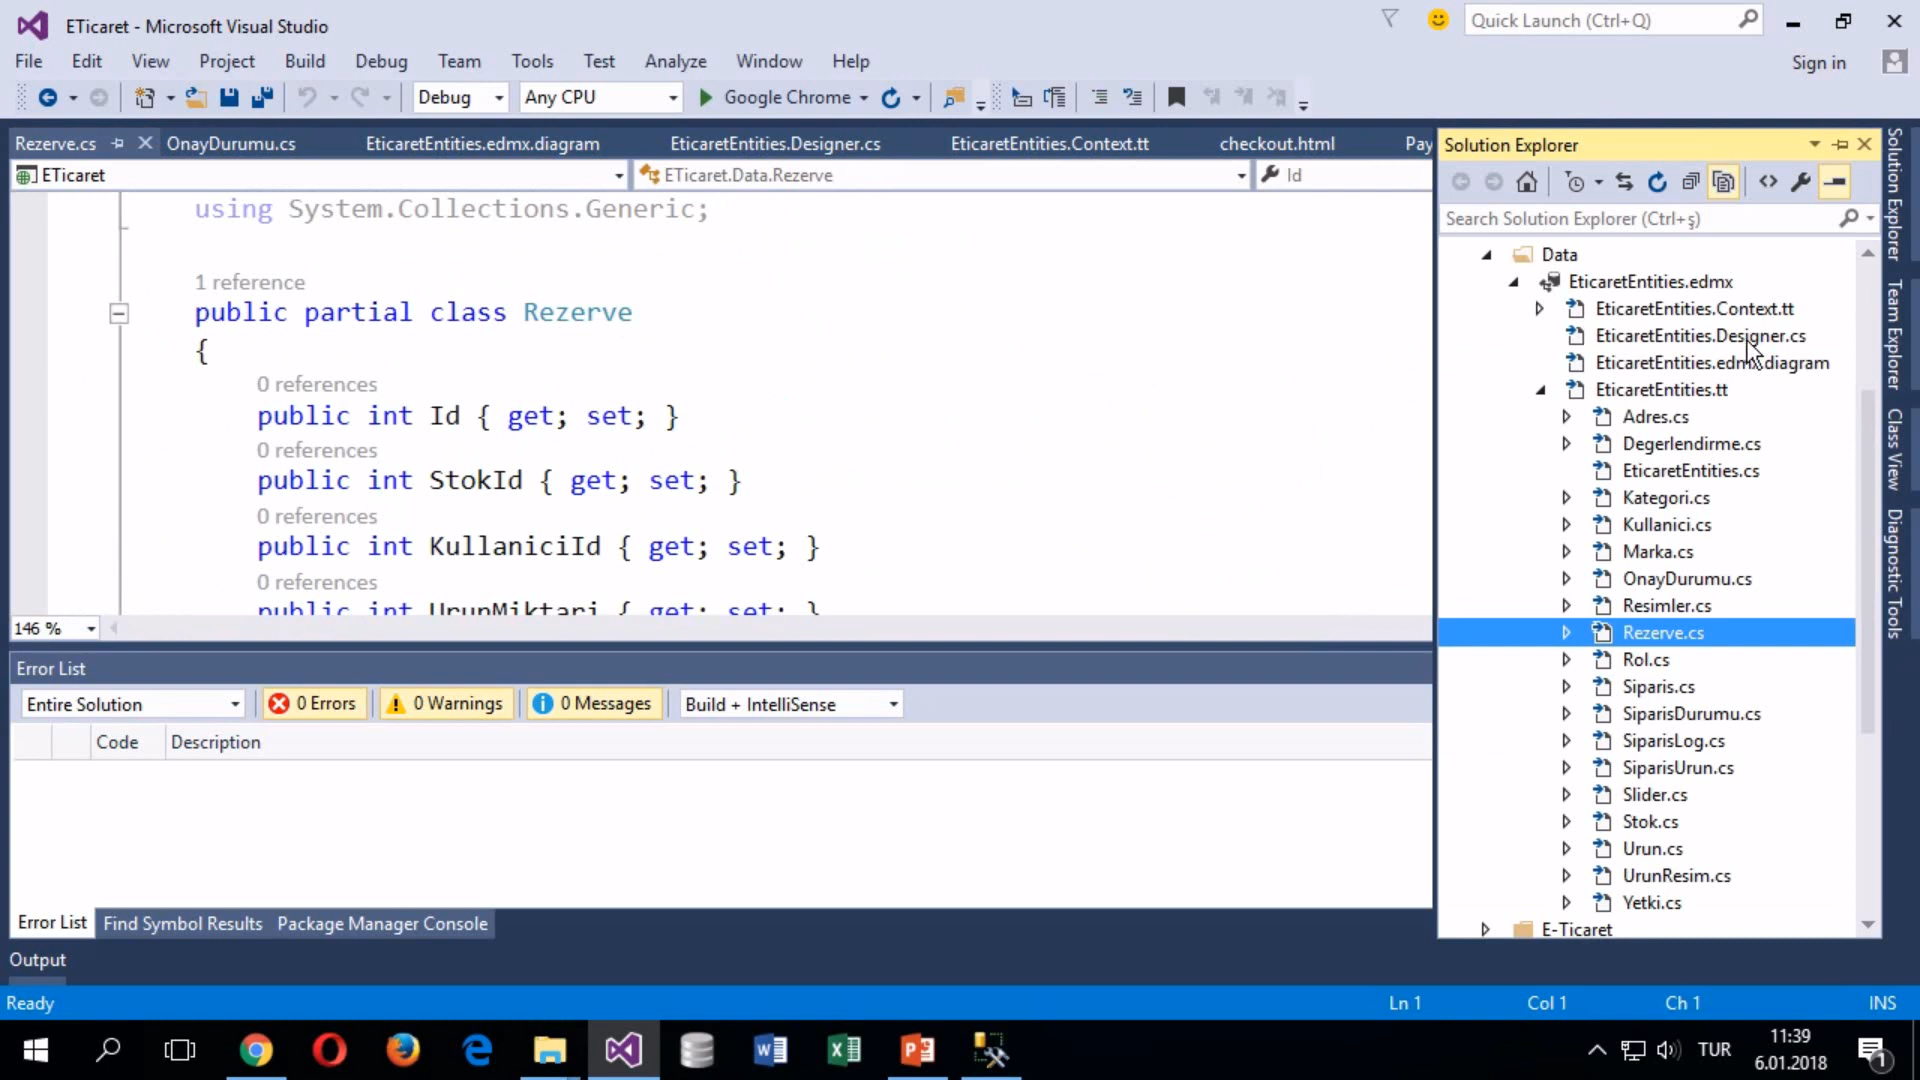 ETicaret - Microsoft Visual Studio
Quick Launch (Ctrl+Q)
File Edit View Project Build Debug Team Tools Test Analyze Window Help
Sign in
Debug Any CPU Google Chrome
Rezerve.cs OnayDurumu.cs EticaretEntities.edmx.diagram EticaretEntities.Designer.cs EticaretEntities.Context.tt checkout.html Pay
ETicaret ETicaret.Data.Rezerve Id
using System.Collections.Generic;
1 reference
public partial class Rezerve
{
0 references
public int Id { get; set; }
0 references
public int StokId { get; set; }
0 references
public int KullaniciId { get; set; }
0 references
public int UrunMiktari { get; set; }
146 %
Error List
Entire Solution 0 Errors 0 Warnings 0 Messages Build + IntelliSense
Code Description
Error List Find Symbol Results Package Manager Console
Output
Solution Explorer
Search Solution Explorer (Ctrl+ş)
Data
EticaretEntities.edmx
EticaretEntities.Context.tt
EticaretEntities.Designer.cs
EticaretEntities.edmx.diagram
EticaretEntities.tt
Adres.cs
Degerlendirme.cs
EticaretEntities.cs
Kategori.cs
Kullanici.cs
Marka.cs
OnayDurumu.cs
Resimler.cs
Rezerve.cs
Rol.cs
Siparis.cs
SiparisDurumu.cs
SiparisLog.cs
SiparisUrun.cs
Slider.cs
Stok.cs
Urun.cs
UrunResim.cs
Yetki.cs
E-Ticaret
Solution Explorer
Team Explorer
Class View
Diagnostic Tools
Ready Ln 1 Col 1 Ch 1 INS
TUR
11:39
6.01.2018
1